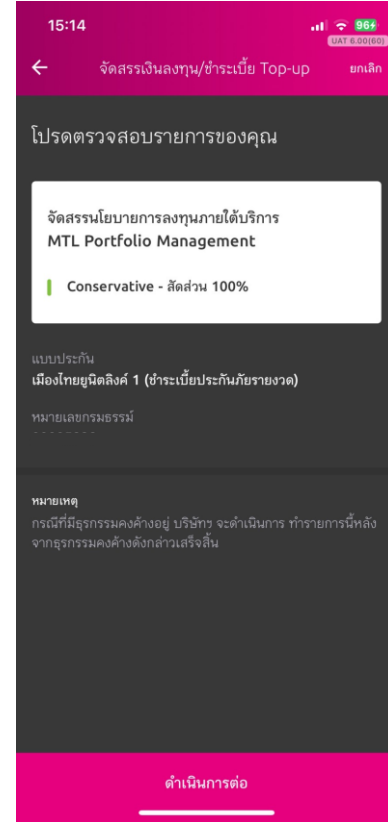 15:14
96
UAT 6.00(60)
จัดสรรเงินลงทุน/ชำระเบี้ย Top-up
ยกเลิก
โปรดตรวจสอบรายการของคุณ
จัดสรรนโยบายการลงทุนภายใต้บริการ
MTL Portfolio Management
Conservative - สัดส่วน 100%
แบบประกัน
เมืองไทยยูนิตลิงค์ 1 (ชำระเบี้ยประกันภัยรายงวด)
หมายเลขกรมธรรม์
หมายเหตุ
กรณีที่มีธุรกรรมคงค้างอยู่ บริษัทฯ จะดำเนินการ ทำรายการนี้หลัง
จากธุรกรรมคงค้างดังกล่าวเสร็จสิ้น
ดำเนินการต่อ